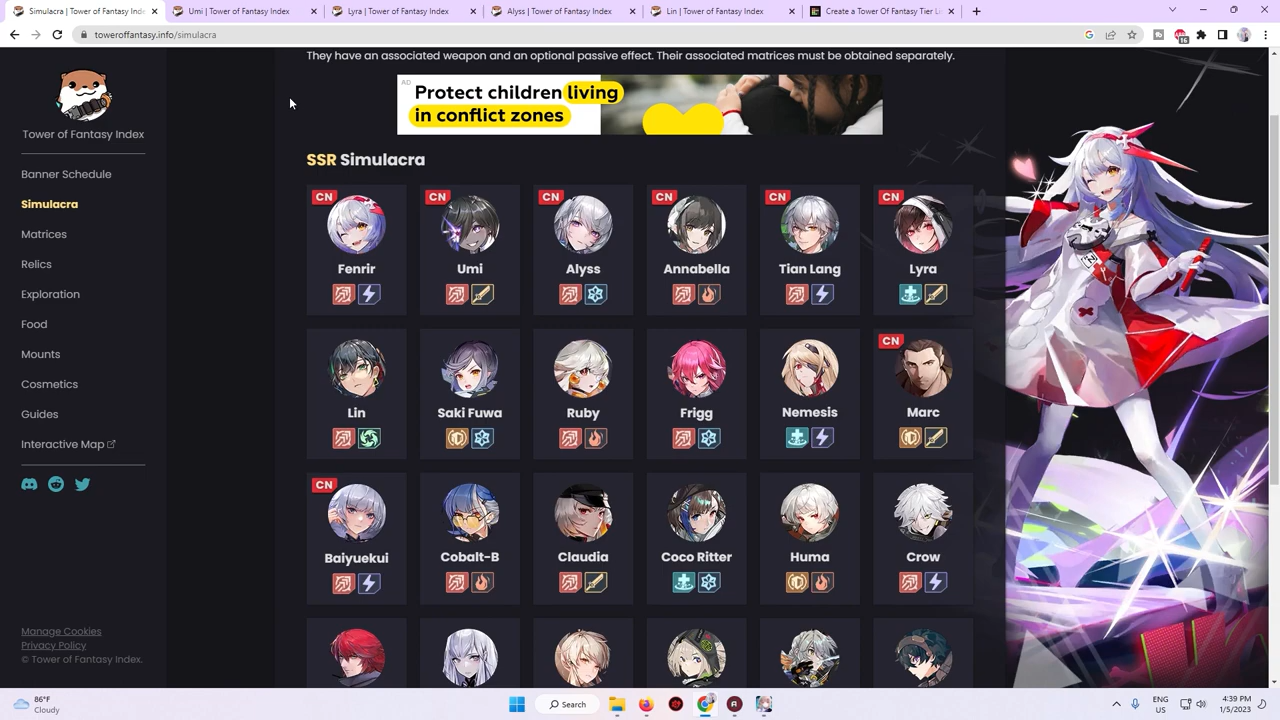 Simulacra | Tower of Fantasy Ind
Umi | Tower of Fantasy Index
Lyra | Tower of Fantasy Index
Alyss | Tower of Fantasy Index
Lin | Tower of Fantasy Index
Create a Tower Of Fantasy Tier Li
toweroffantasy.info/simulacra
16
Tower of Fantasy Index
Banner Schedule
Simulacra
Matrices
Relics
Exploration
Food
Mounts
Cosmetics
Guides
Interactive Map
Manage Cookies
Privacy Policy
© Tower of Fantasy Index.
They have an associated weapon and an optional passive effect. Their associated matrices must be obtained separately.
AD
Protect children living
in conflict zones
SSR Simulacra
CN CN CN CN CN CN
Fenrir Umi Alyss Annabella Tian Lang Lyra
CN
Lin Saki Fuwa Ruby Frigg Nemesis Marc
CN
Baiyuekui Cobalt-B Claudia Coco Ritter Huma Crow
86°F
Cloudy
Search
ENG
US
4:39 PM
1/5/2023